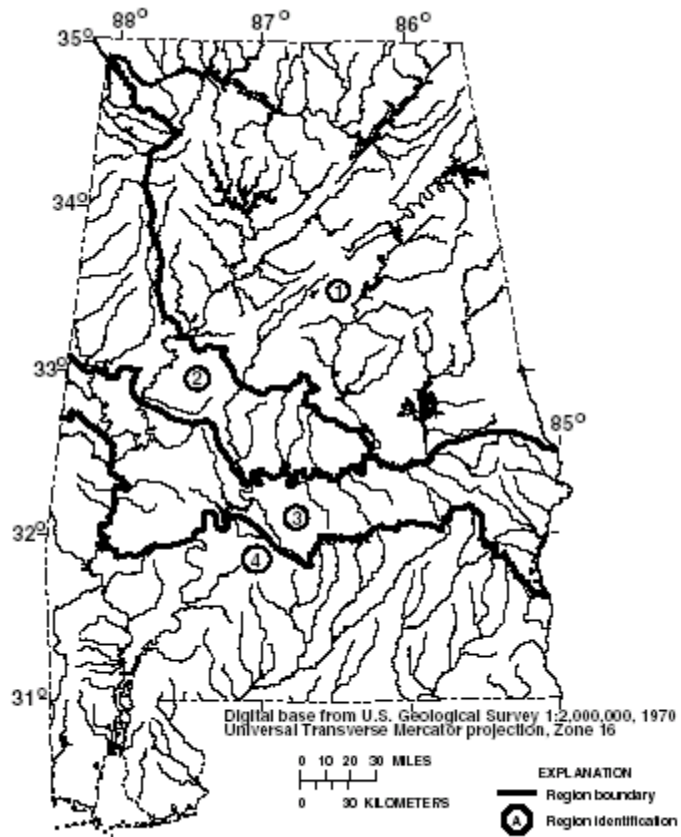 88° 87° 86°
35°
34°
1
33°
2
85°
3
32°
4
31°
Digital base from U.S. Geological Survey 1:2,000,000, 1970
Universal Transverse Mercator projection, Zone 16
0 10 20 30 MILES
0 30 KILOMETERS
EXPLANATION
Region boundary
A Region identification